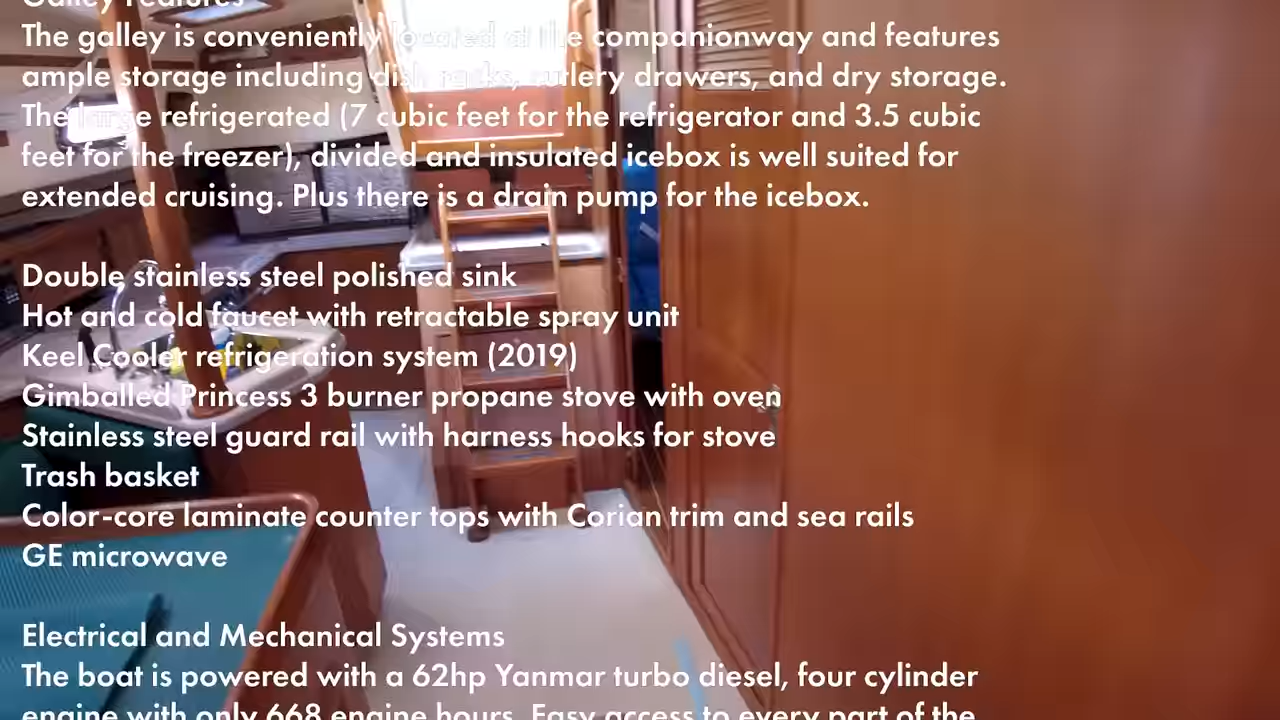 Galley Features
The galley is conveniently located at the companionway and features
ample storage including dish racks, cutlery drawers, and dry storage.
The large refrigerated (7 cubic feet for the refrigerator and 3.5 cubic
feet for the freezer), divided and insulated icebox is well suited for
extended cruising. Plus there is a drain pump for the icebox.
Double stainless steel polished sink
Hot and cold faucet with retractable spray unit
Keel Cooler refrigeration system (2019)
Gimballed Princess 3 burner propane stove with oven
Stainless steel guard rail with harness hooks for stove
Trash basket
Color-core laminate counter tops with Corian trim and sea rails
GE microwave
Electrical and Mechanical Systems
The boat is powered with a 62hp Yanmar turbo diesel, four cylinder
engine with only 668 engine hours. Easy access to every part of the